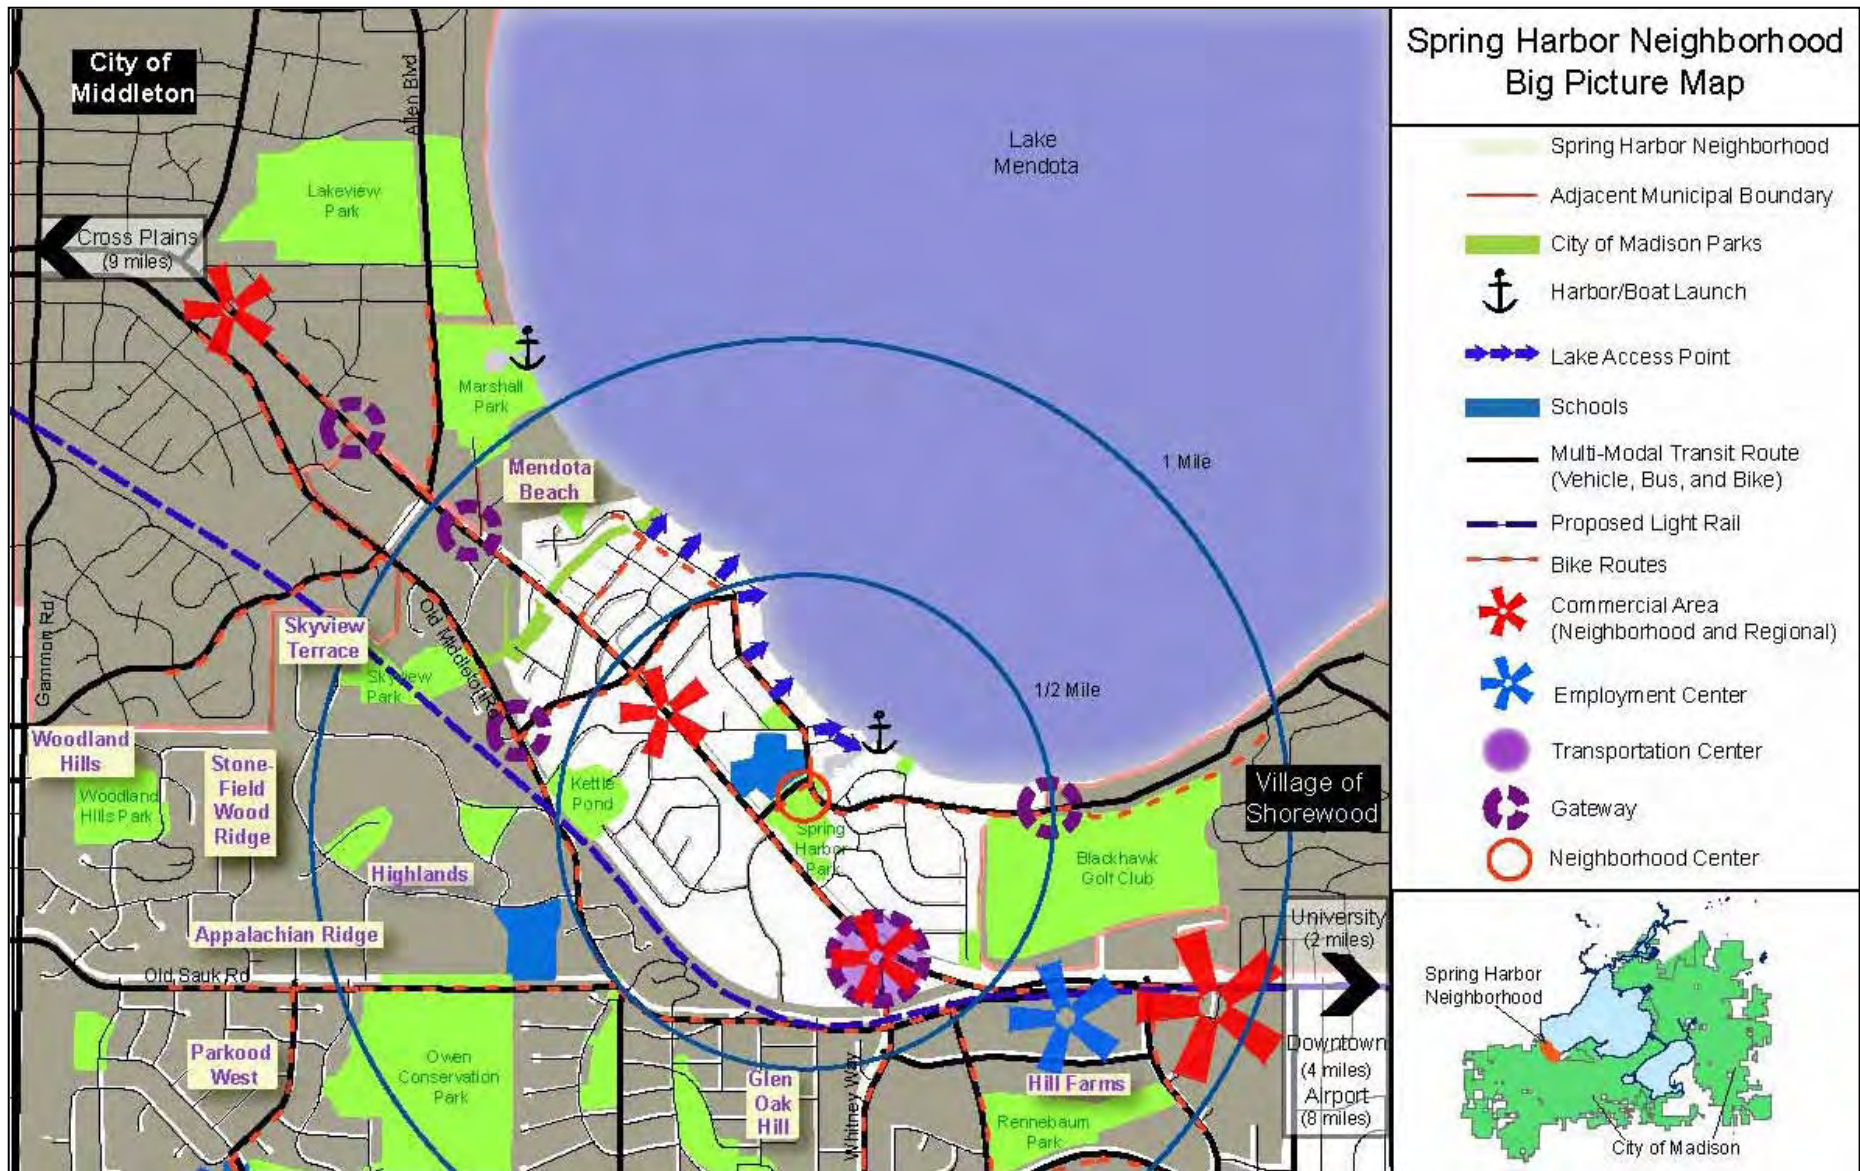 Spring Harbor Neighborhood
Big Picture Map
Spring Harbor Neighborhood
Adjacent Municipal Boundary
City of Madison Parks
Harbor/Boat Launch
Lake Access Point
Schools
Multi-Modal Transit Route
(Vehicle, Bus, and Bike)
Proposed Light Rail
Bike Routes
Commercial Area
(Neighborhood and Regional)
Employment Center
Transportation Center
Gateway
Neighborhood Center
Spring Harbor
Neighborhood
City of Madison
City of
Middleton
Allen Blvd
Lake
Mendota
Lakeview
Park
Cross Plains
(9 miles)
Marshall
Park
Mendota
Beach
1 Mile
Gammon Rd
Skyview
Terrace
Old Middleton Rd
Skyview
Park
1/2 Mile
Woodland
Hills
Stone-
Field
Wood
Ridge
Woodland
Hills Park
Kettle
Pond
Village of
Shorewood
Spring
Harbor
Park
Blackhawk
Golf Club
Highlands
Appalachian Ridge
University
(2 miles)
Old Sauk Rd
Parkood
West
Owen
Conservation
Park
Glen
Oak
Hill
Whitney Way
Hill Farms
Rennebaum
Park
Downtown
(4 miles)
Airport
(8 miles)